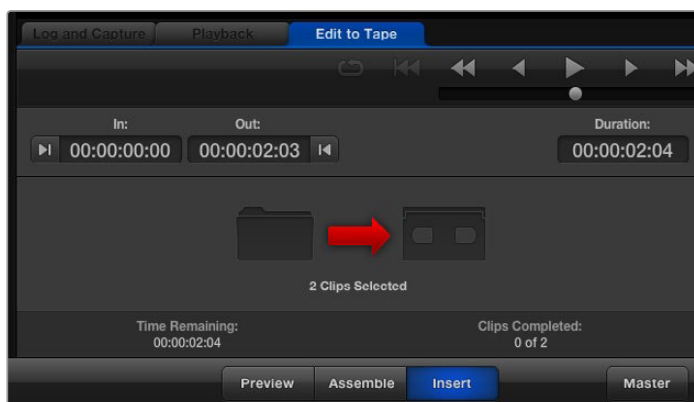 Log and Capture Playback Edit to Tape
In: Out: Duration:
00:00:00:00 00:00:02:03 00:00:02:04
2 Clips Selected
Time Remaining: Clips Completed:
00:00:02:04 0 of 2
Preview Assemble Insert Master